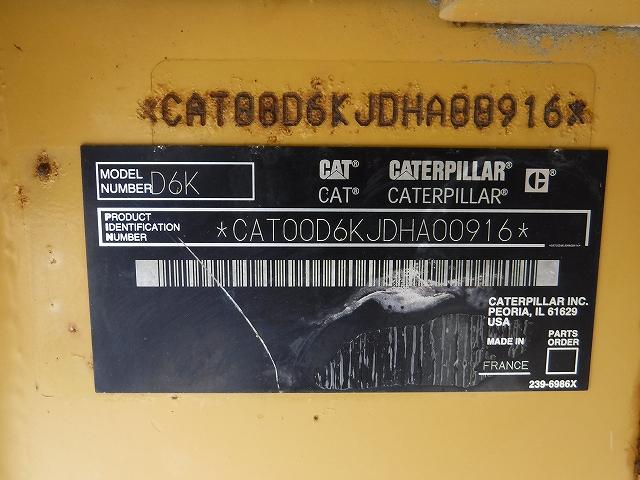 *CAT00D6KJDHA00916*
MODEL NUMBER D6K
CAT® CATERPILLAR®
CAT® CATERPILLAR®
C
PRODUCT IDENTIFICATION NUMBER *CAT00D6KJDHA00916*
CATERPILLAR INC.
PEORIA, IL 61629
USA
MADE IN FRANCE
PARTS ORDER
239-6986X